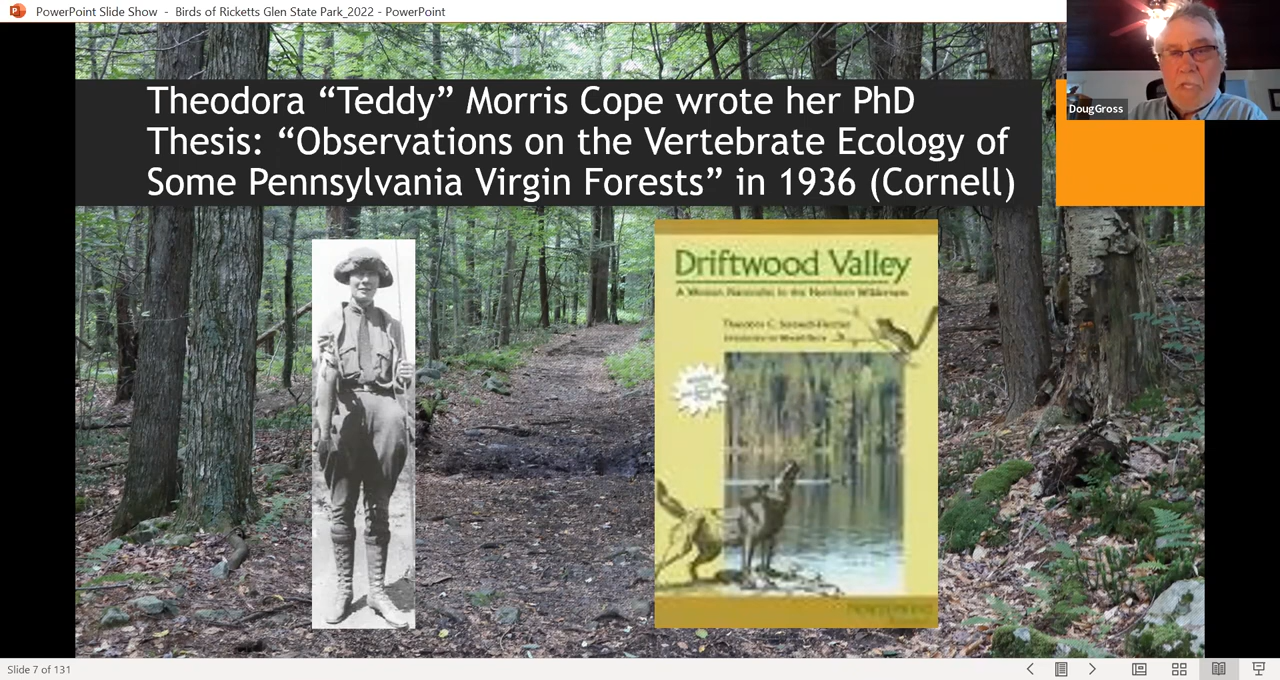 PowerPoint Slide Show - Birds of Ricketts Glen State Park_2022 - PowerPoint
DougGross
Theodora “Teddy” Morris Cope wrote her PhD
Thesis: “Observations on the Vertebrate Ecology of
Some Pennsylvania Virgin Forests” in 1936 (Cornell)
Driftwood Valley
A Woman Naturalist in the Northern Wilderness
Theodora C.
Slide 7 of 131